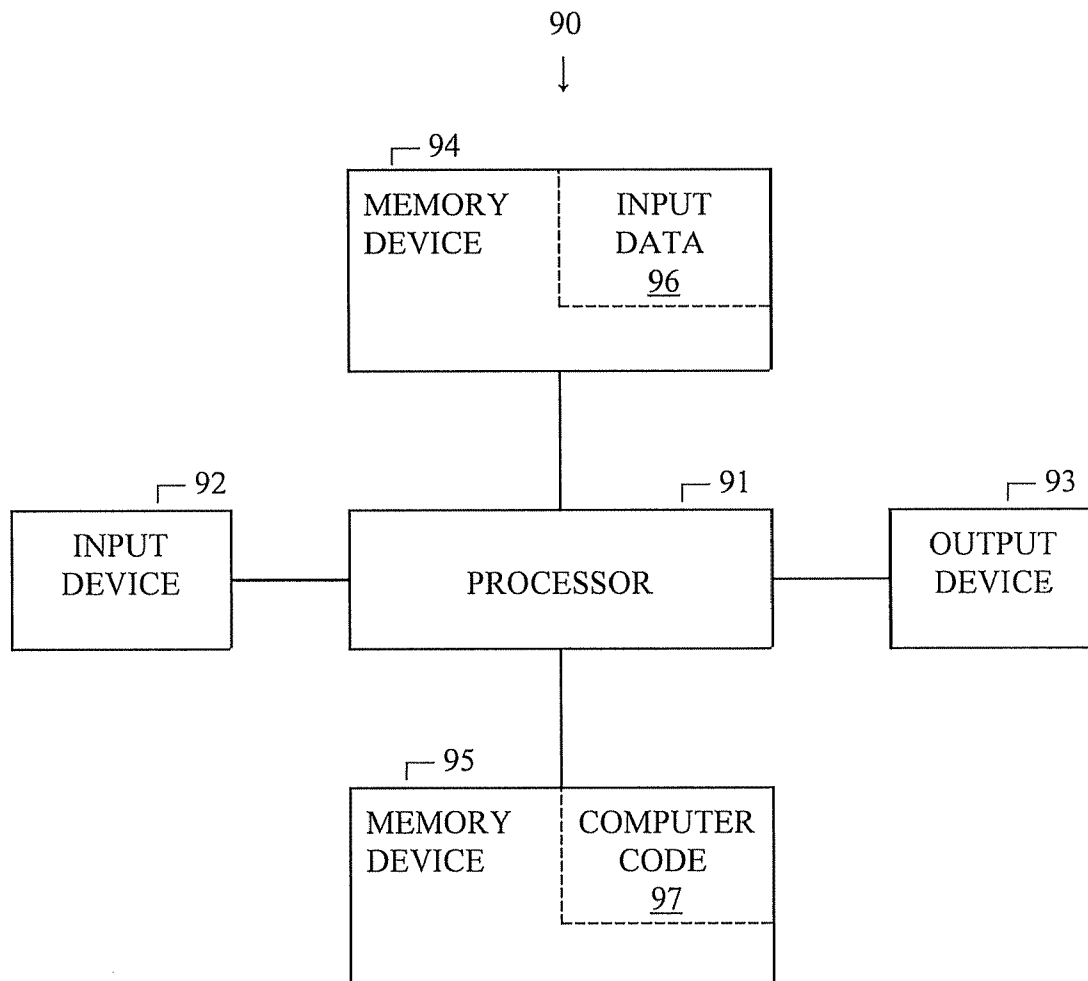 90
94
MEMORY
DEVICE
INPUT
DATA
96
92
INPUT
DEVICE
91
PROCESSOR
93
OUTPUT
DEVICE
95
MEMORY
DEVICE
COMPUTER
CODE
97